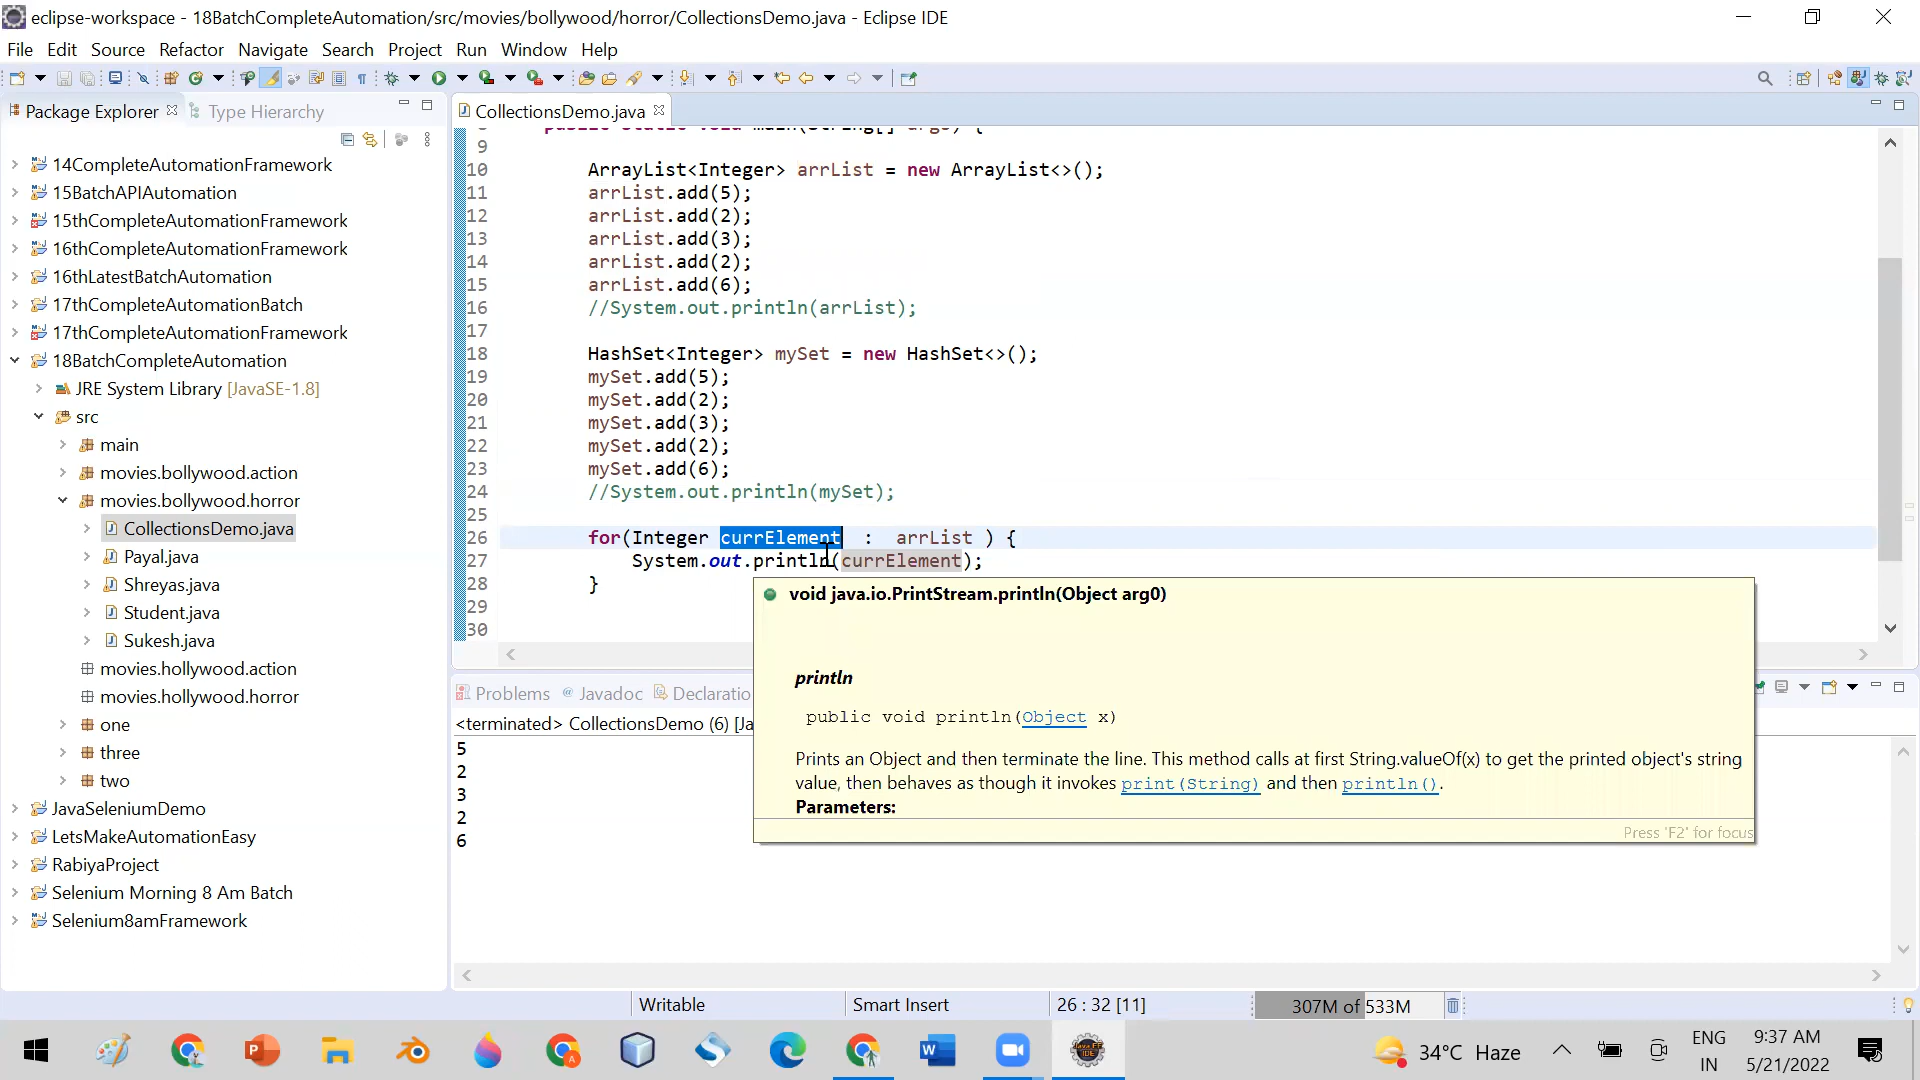 eclipse-workspace - 18BatchCompleteAutomation/src/movies/bollywood/horror/CollectionsDemo.java - Eclipse IDE
File Edit Source Refactor Navigate Search Project Run Window Help
Package Explorer Type Hierarchy
14CompleteAutomationFramework
15BatchAPIAutomation
15thCompleteAutomationFramework
16thCompleteAutomationFramework
16thLatestBatchAutomation
17thCompleteAutomationBatch
17thCompleteAutomationFramework
18BatchCompleteAutomation
JRE System Library [JavaSE-1.8]
src
main
movies.bollywood.action
movies.bollywood.horror
CollectionsDemo.java
Payal.java
Shreyas.java
Student.java
Sukesh.java
movies.hollywood.action
movies.hollywood.horror
one
three
two
JavaSeleniumDemo
LetsMakeAutomationEasy
RabiyaProject
Selenium Morning 8 Am Batch
Selenium8amFramework
CollectionsDemo.java
8 public static void main(String[] args) {
9
10 ArrayList<Integer> arrList = new ArrayList<>();
11 arrList.add(5);
12 arrList.add(2);
13 arrList.add(3);
14 arrList.add(2);
15 arrList.add(6);
16 //System.out.println(arrList);
17
18 HashSet<Integer> mySet = new HashSet<>();
19 mySet.add(5);
20 mySet.add(2);
21 mySet.add(3);
22 mySet.add(2);
23 mySet.add(6);
24 //System.out.println(mySet);
25
26 for(Integer currElement : arrList ) {
27 System.out.println(currElement);
28 }
29
30
void java.io.PrintStream.println(Object arg0)
println
public void println(Object x)
Prints an Object and then terminate the line. This method calls at first String.valueOf(x) to get the printed object's string
value, then behaves as though it invokes print(String) and then println().
Parameters:
Press 'F2' for focus
Problems @ Javadoc Declaratio
<terminated> CollectionsDemo (6) [Ja
5
2
3
2
6
Writable Smart Insert 26 : 32 [11] 307M of 533M
34°C Haze
ENG
IN
9:37 AM
5/21/2022